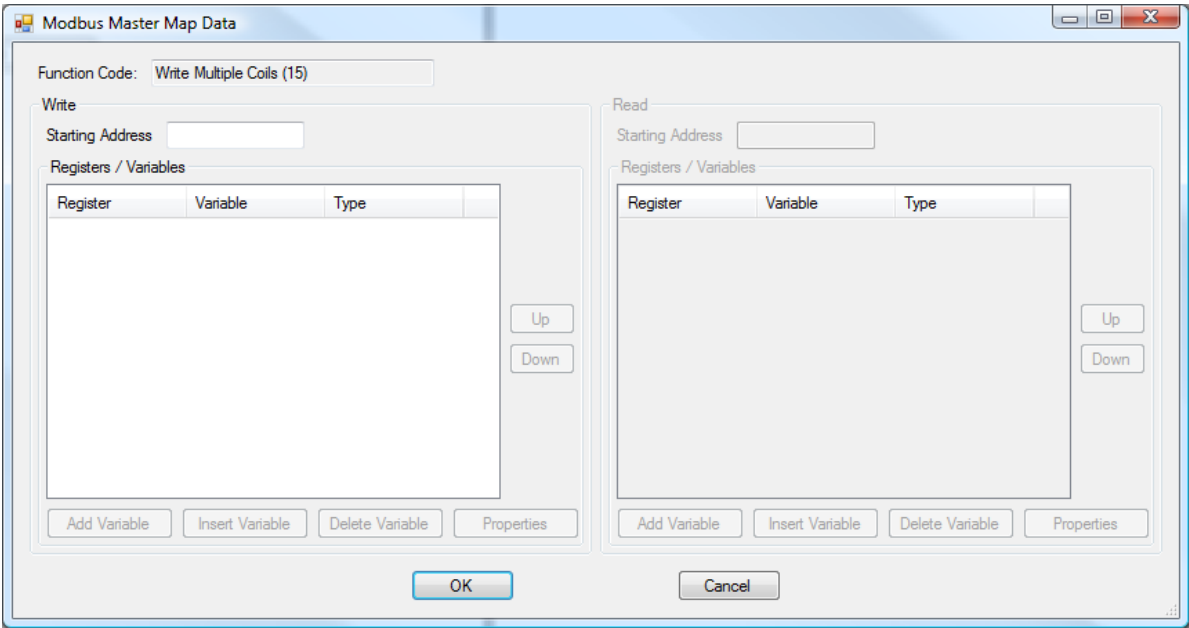 Modbus Master Map Data
Function Code: Write Multiple Coils (15)
Write
Starting Address
Registers / Variables
Register Variable Type
Up
Down
Add Variable Insert Variable Delete Variable Properties
Read
Starting Address
Registers / Variables
Register Variable Type
Up
Down
Add Variable Insert Variable Delete Variable Properties
OK Cancel